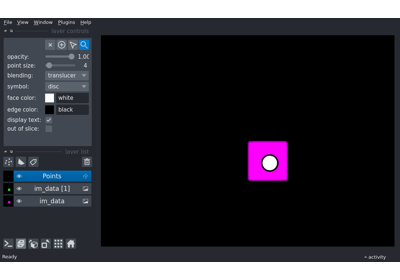 File View Window Plugins Help
layer controls
opacity: 1.00
point size: 4
blending: translucer
symbol: disc
face color: white
edge color: black
display text:
out of slice:
layer list
Points
im_data [1]
im_data
Ready
activity